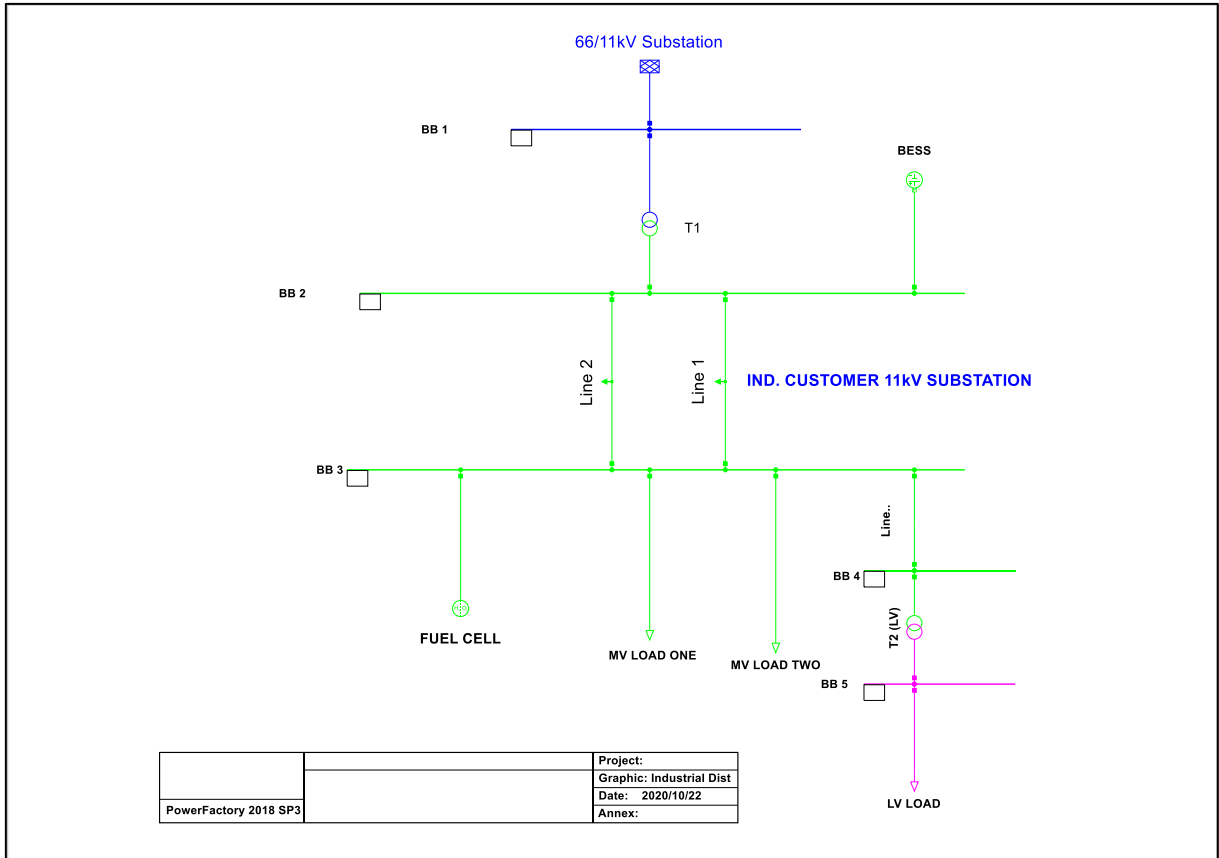 66/11kV Substation
BB 1
BESS
T1
BB 2
Line 2
Line 1
IND. CUSTOMER 11kV SUBSTATION
BB 3
Line..
BB 4
T2 (LV)
FUEL CELL
MV LOAD ONE
MV LOAD TWO
BB 5
LV LOAD
PowerFactory 2018 SP3
Project:
Graphic: Industrial Dist
Date: 2020/10/22
Annex: